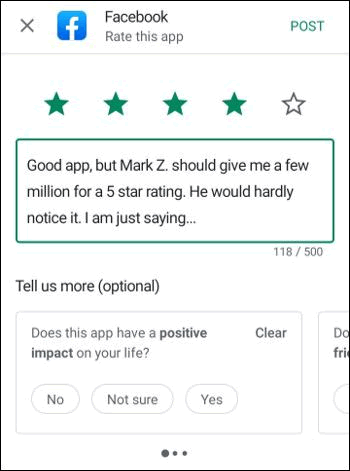 Facebook
Rate this app
POST
Good app, but Mark Z. should give me a few
million for a 5 star rating. He would hardly
notice it. I am just saying...
118 / 500
Tell us more (optional)
Does this app have a positive
impact on your life?
Clear
No
Not sure
Yes
Do
frie